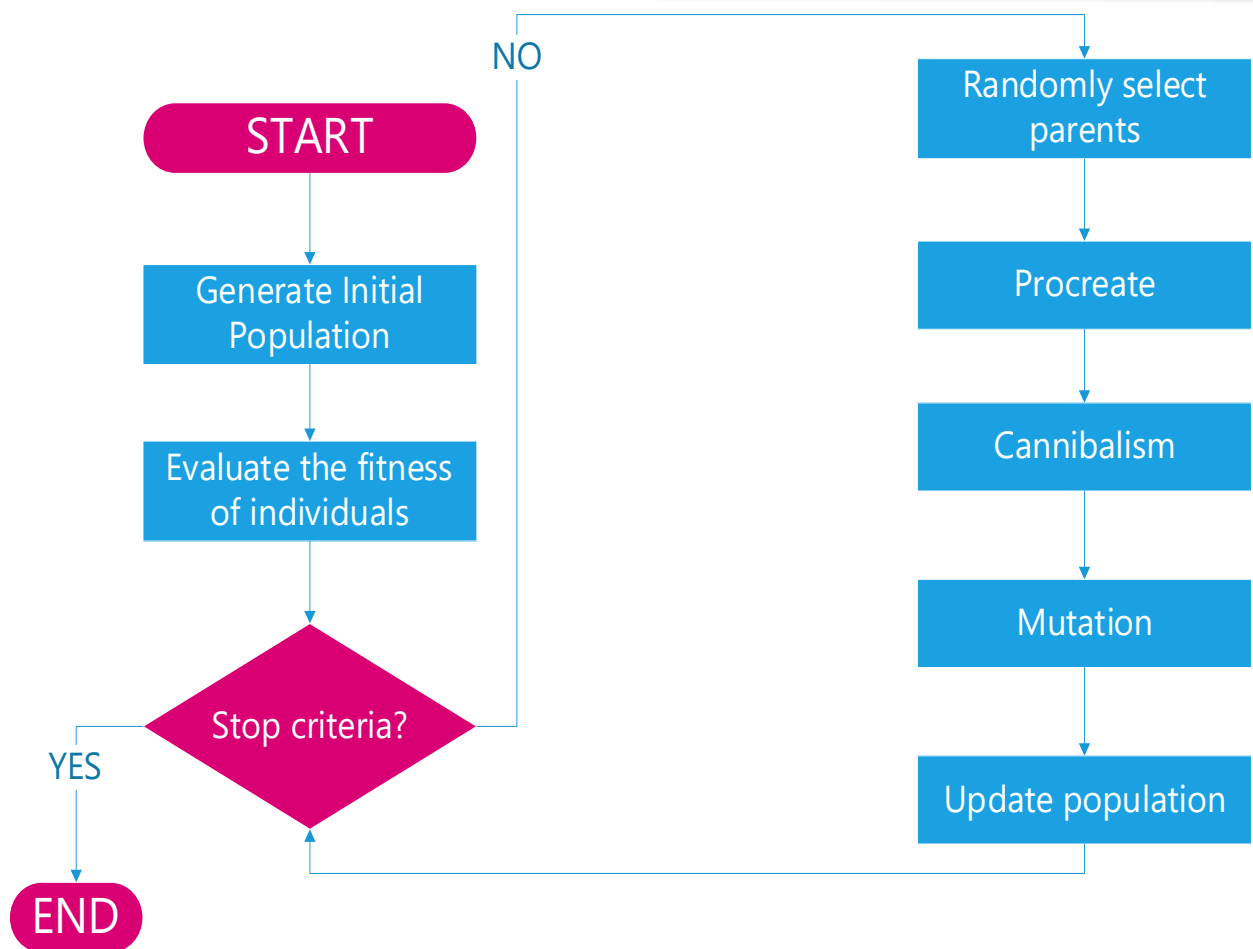 START
Generate Initial
Population
Evaluate the fitness
of individuals
Stop criteria?
YES
END
NO
Randomly select
parents
Procreate
Cannibalism
Mutation
Update population